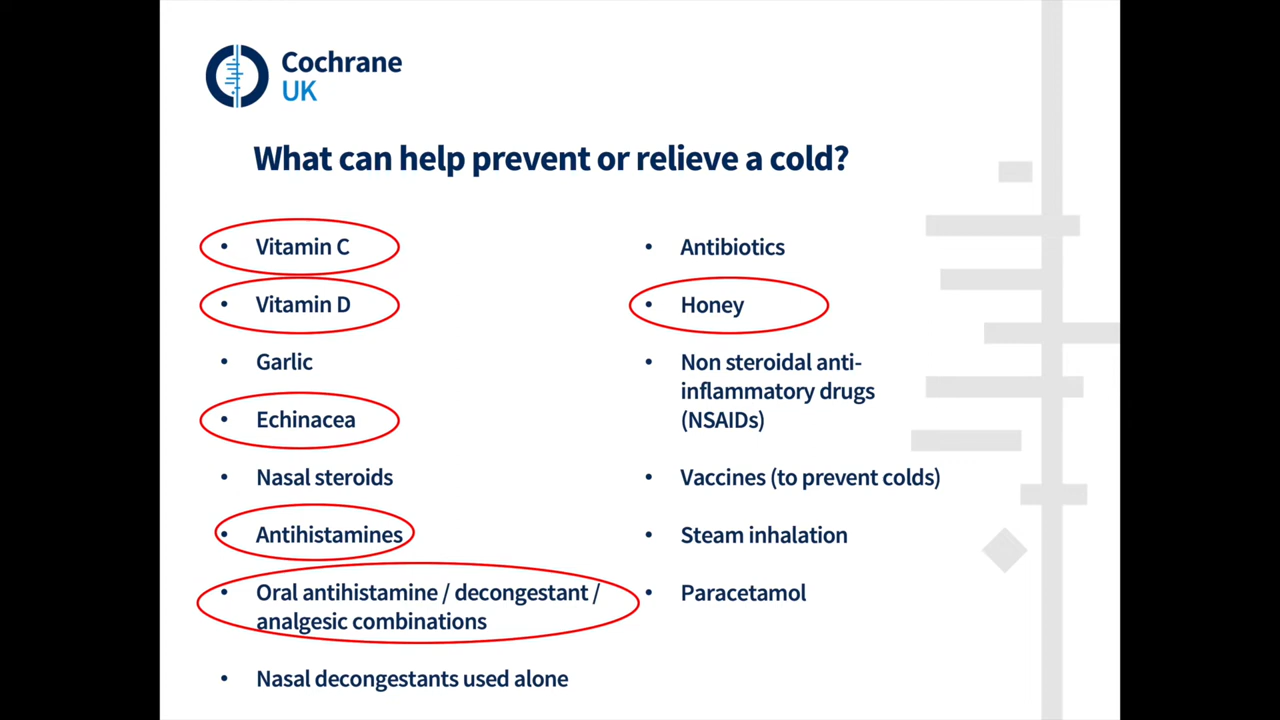 Cochrane
UK
What can help prevent or relieve a cold?
• Vitamin C
• Vitamin D
• Garlic
• Echinacea
• Nasal steroids
• Antihistamines
• Oral antihistamine / decongestant /
analgesic combinations
• Nasal decongestants used alone
• Antibiotics
• Honey
• Non steroidal anti-
inflammatory drugs
(NSAIDs)
• Vaccines (to prevent colds)
• Steam inhalation
• Paracetamol